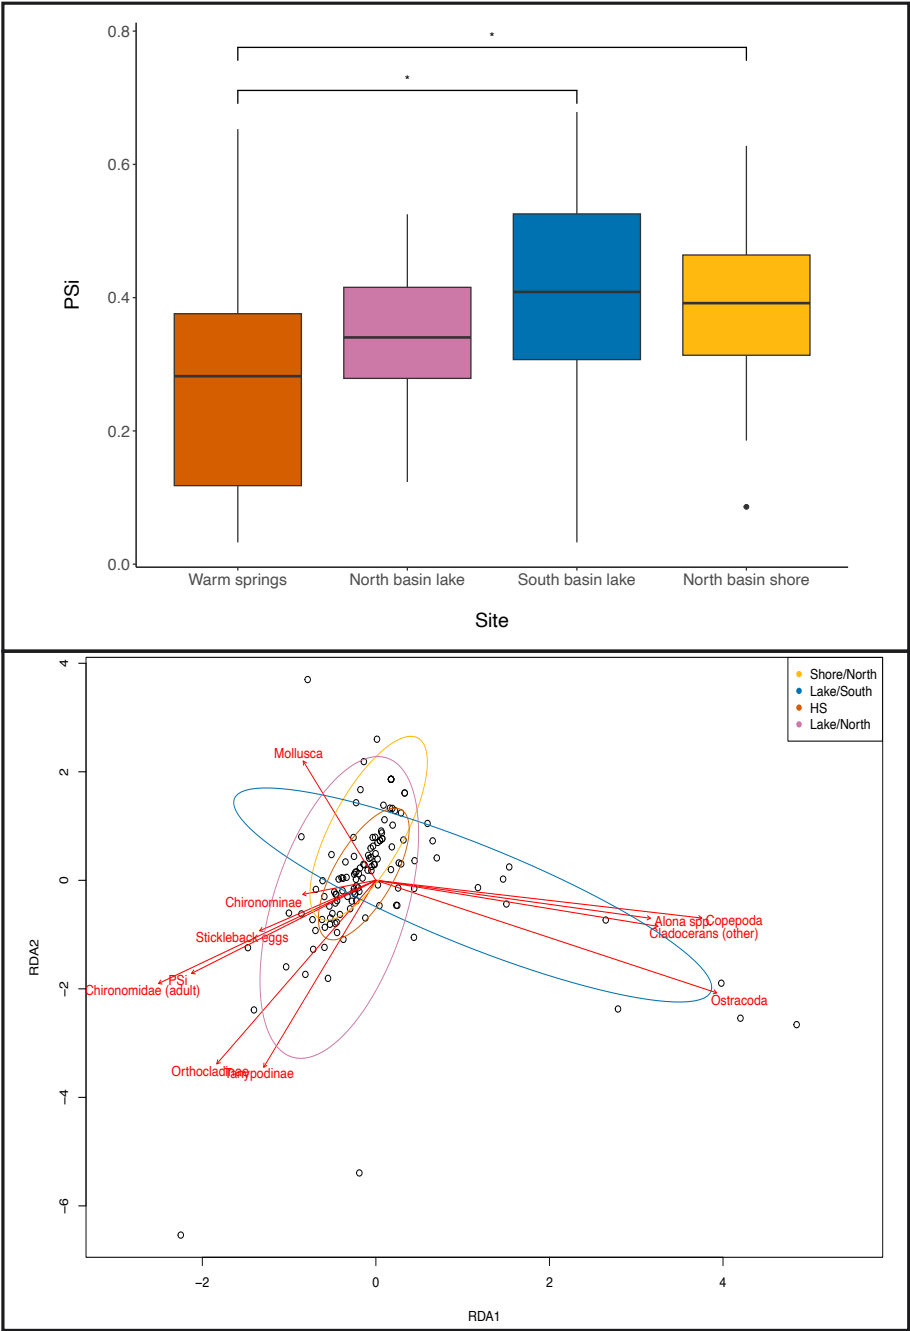 0.8
*
*
0.6
PSi
0.4
0.2
0.0
Warm springs North basin lake South basin lake North basin shore
Site
4
Shore/North
Lake/South
HS
Lake/North
Mollusca
2
0
Chironominae
Alona spp. Copepoda
Cladocerans (other)
Stickleback eggs
RDA2
PSi
Chironomidae (adult)
−2
Ostracoda
Orthocladinae Tanypodinae
−4
−6
−2 0 2 4
RDA1